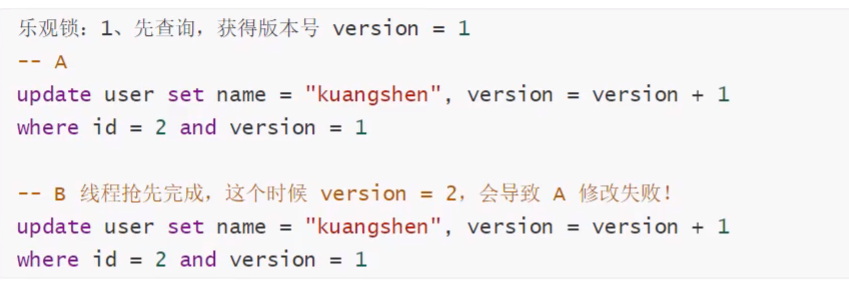 乐观锁：1、先查询，获得版本号 version = 1
-- A
update user set name = "kuangshen", version = version + 1
where id = 2 and version = 1
-- B 线程抢先完成，这个时候 version = 2，会导致 A 修改失败！
update user set name = "kuangshen", version = version + 1
where id = 2 and version = 1